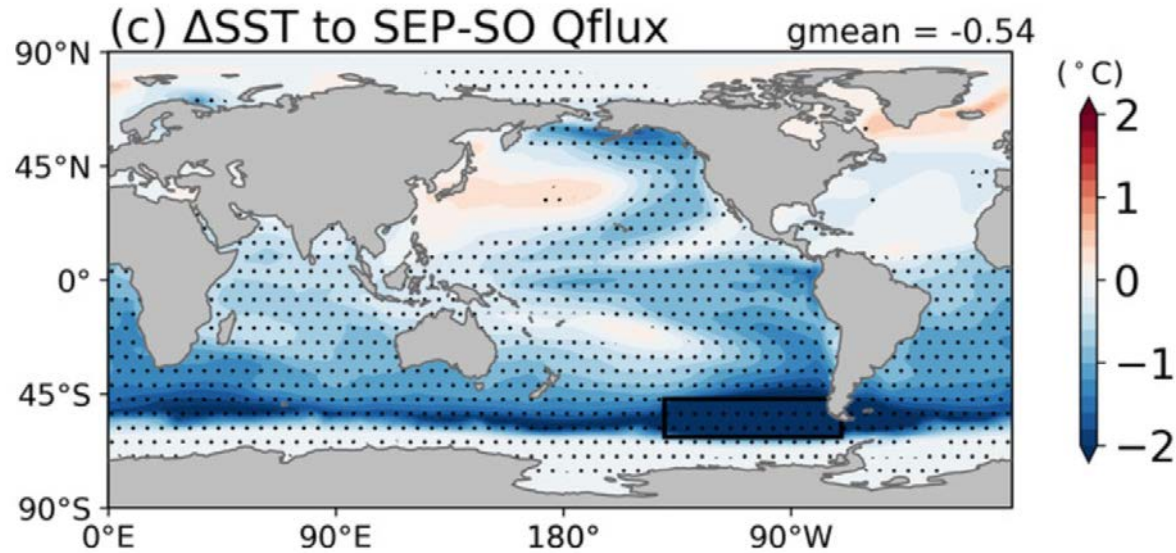 (c) ΔSST to SEP-SO Qflux
gmean = -0.54
90°N
45°N
0°
45°S
90°S
0°E
90°E
180°
90°W
(°C)
2
1
0
−1
−2